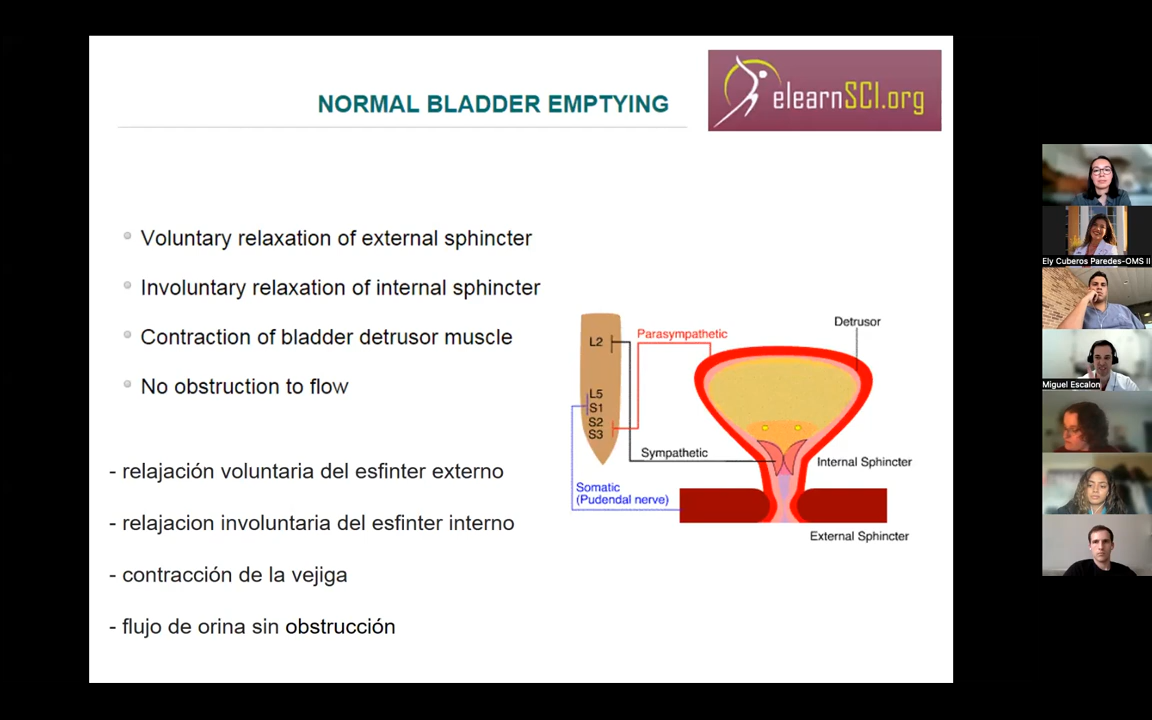 NORMAL BLADDER EMPTYING
elearnSCI.org
Voluntary relaxation of external sphincter
Involuntary relaxation of internal sphincter
Contraction of bladder detrusor muscle
No obstruction to flow
- relajación voluntaria del esfinter externo
- relajacion involuntaria del esfinter interno
- contracción de la vejiga
- flujo de orina sin obstrucción
Detrusor
Parasympathetic
L2
L5
S1
S2
S3
Sympathetic
Internal Sphincter
Somatic
(Pudendal nerve)
External Sphincter
Ely Cuberos Paredes-OMS II
Miguel Escalon